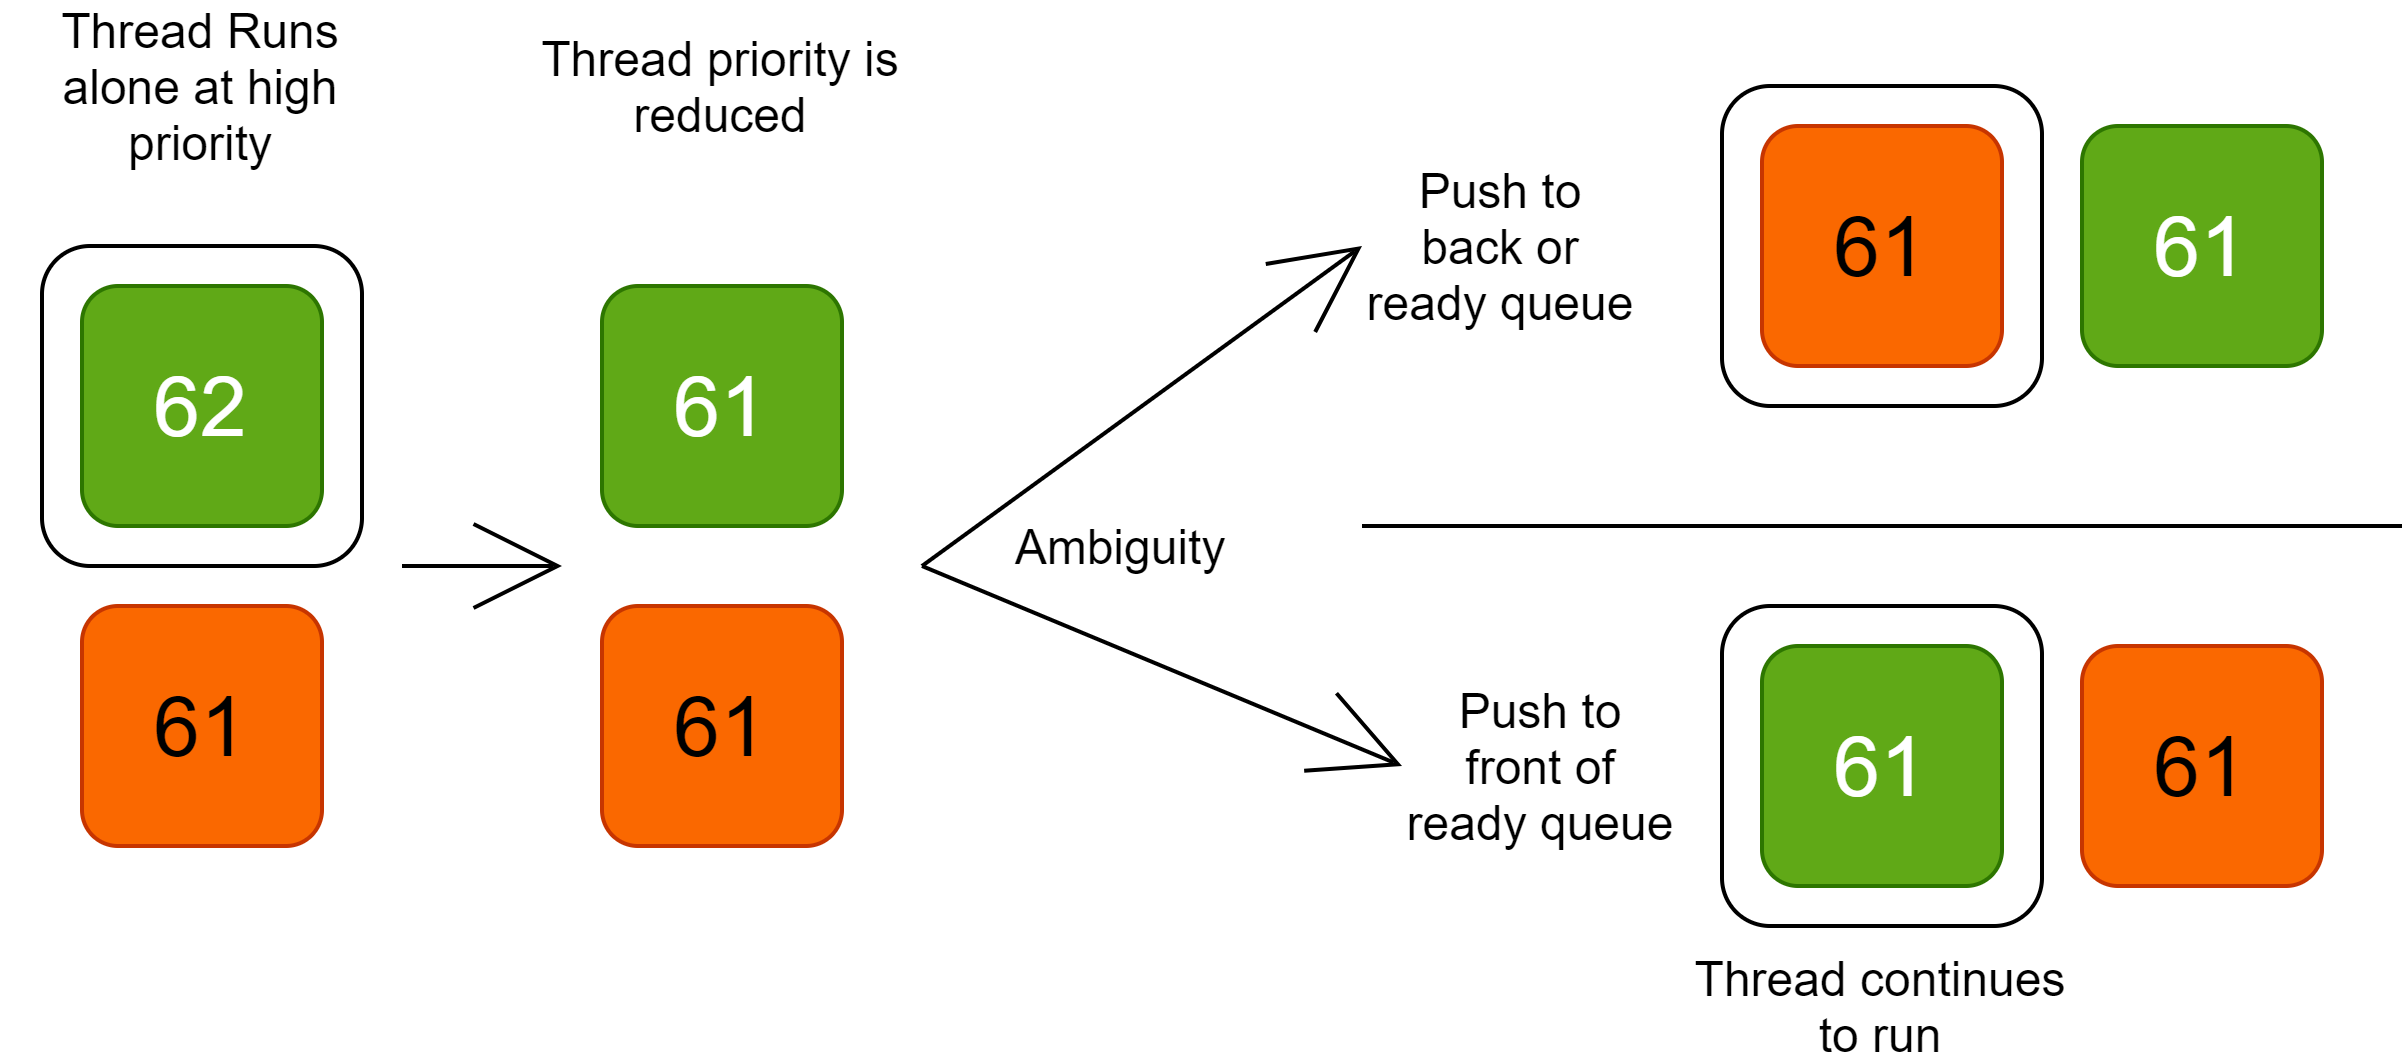 Thread Runs
alone at high
priority
62
61
Thread priority is
reduced
61
61
Ambiguity
Push to
back or
ready queue
61 61
Push to
front of
ready queue
61 61
Thread continues
to run